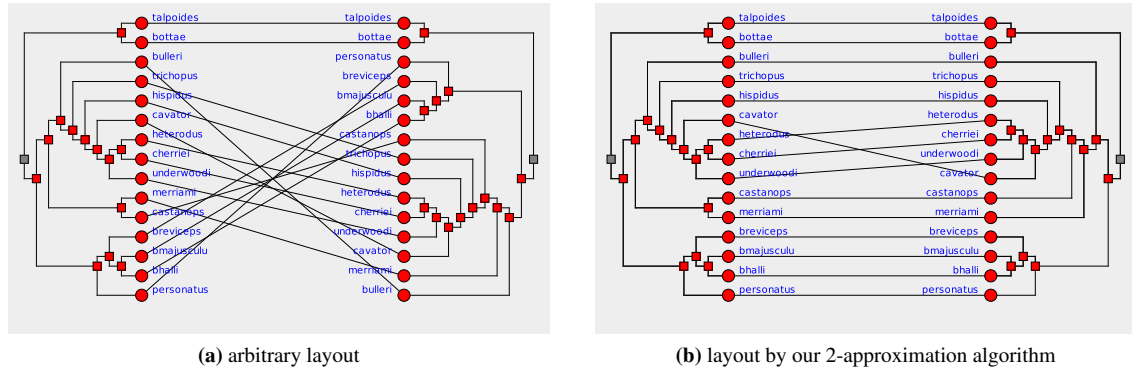 talpoides talpoides
bottae bottae
bulleri personatus
trichopus breviceps
hispidus bmajusculu
cavator bhalli
heterodus castanops
cherriei trichopus
underwoodi hispidus
merriami heterodus
castanops cherriei
breviceps underwoodi
bmajusculu cavator
bhalli merriami
personatus bulleri
(a) arbitrary layout
talpoides talpoides
bottae bottae
bulleri bulleri
trichopus trichopus
hispidus hispidus
cavator heterodus
heterodus cherriei
cherriei underwoodi
underwoodi cavator
castanops castanops
merriami merriami
breviceps breviceps
bmajusculu bmajusculu
bhalli bhalli
personatus personatus
(b) layout by our 2-approximation algorithm